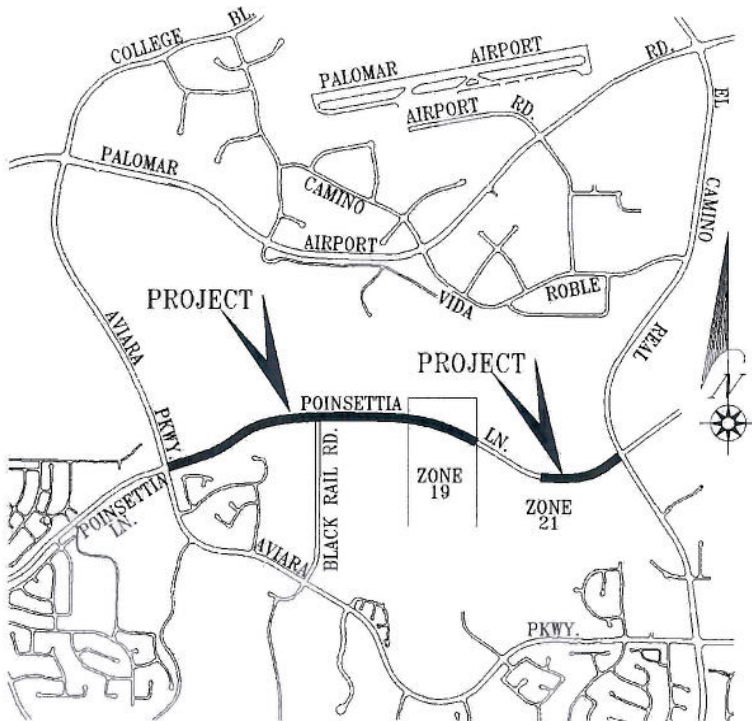 COLLEGE BL.
PALOMAR AIRPORT
AIRPORT RD.
RD.
EL CAMINO REAL
PALOMAR
CAMINO
AIRPORT
VIDA
ROBLE
PROJECT
PROJECT
AVIARA
PKWY.
POINSETTIA
LN.
BLACK RAIL RD.
ZONE
19
ZONE
21
POINSETTIA
LN.
AVIARA
PKWY.
N